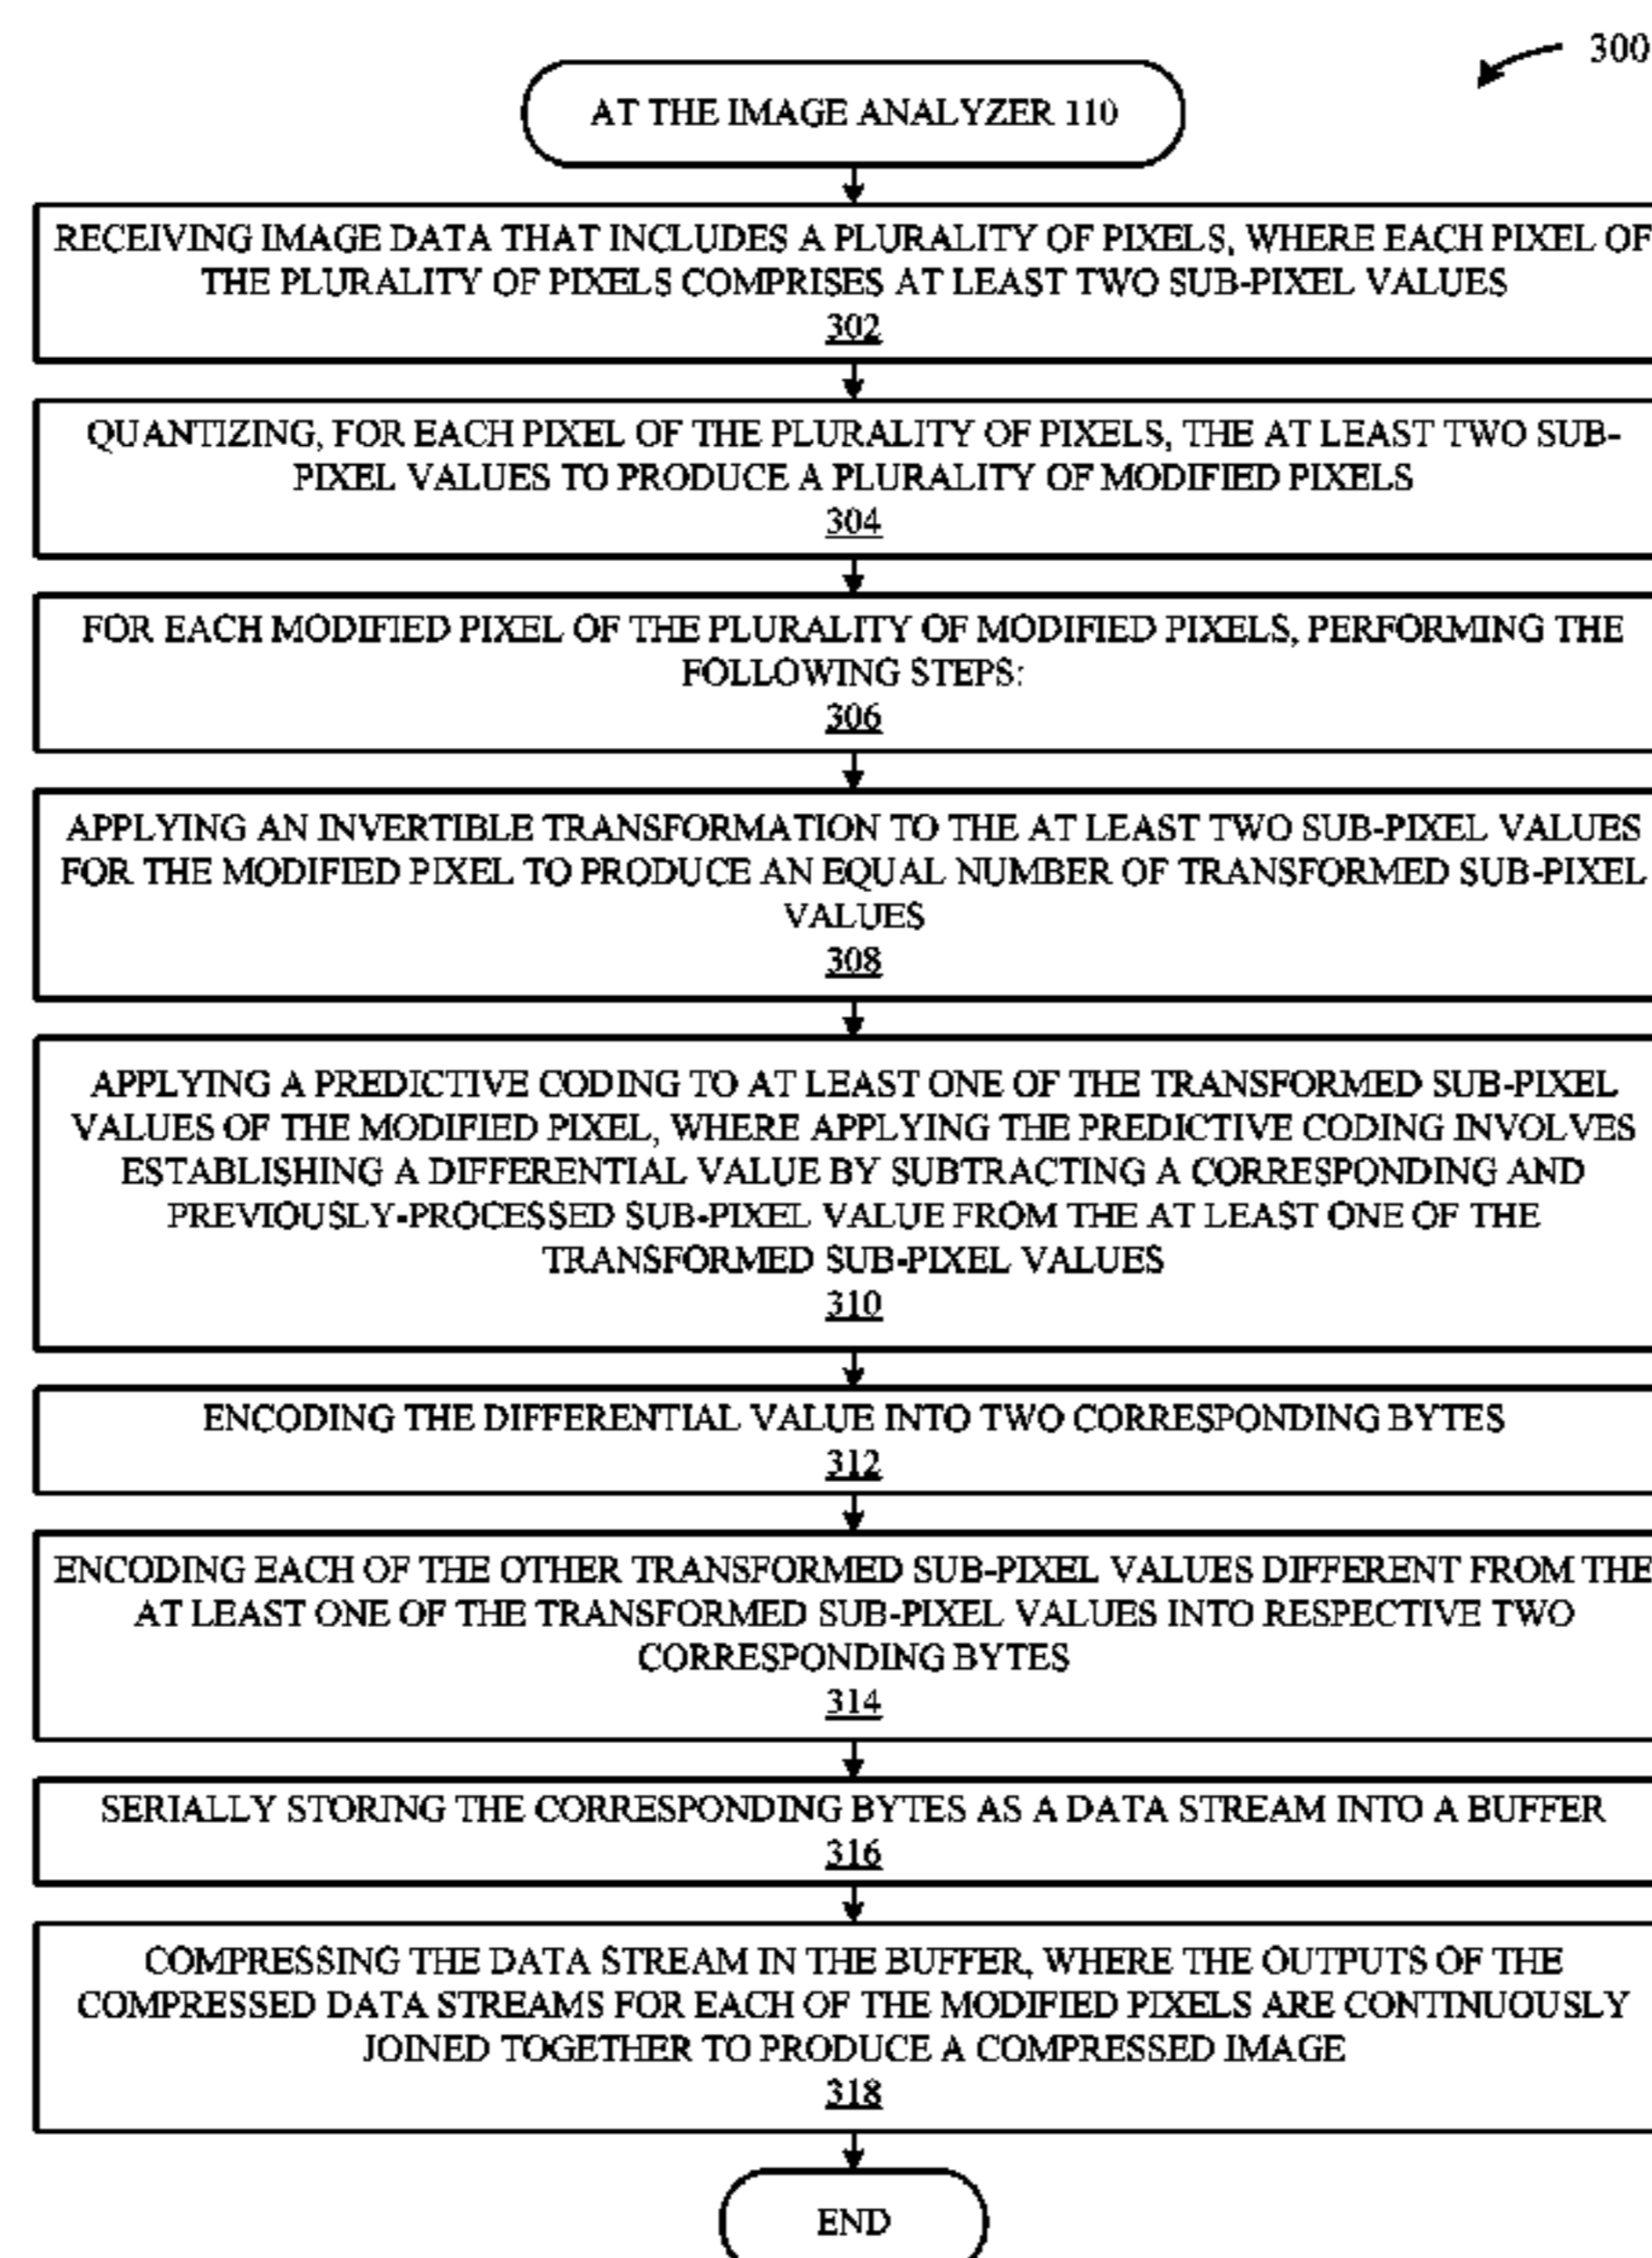 300
AT THE IMAGE ANALYZER 110
RECEIVING IMAGE DATA THAT INCLUDES A PLURALITY OF PIXELS, WHERE EACH PIXEL OF
THE PLURALITY OF PIXELS COMPRISES AT LEAST TWO SUB-PIXEL VALUES
302
QUANTIZING, FOR EACH PIXEL OF THE PLURALITY OF PIXELS, THE AT LEAST TWO SUB-
PIXEL VALUES TO PRODUCE A PLURALITY OF MODIFIED PIXELS
304
FOR EACH MODIFIED PIXEL OF THE PLURALITY OF MODIFIED PIXELS, PERFORMING THE
FOLLOWING STEPS:
306
APPLYING AN INVERTIBLE TRANSFORMATION TO THE AT LEAST TWO SUB-PIXEL VALUES
FOR THE MODIFIED PIXEL TO PRODUCE AN EQUAL NUMBER OF TRANSFORMED SUB-PIXEL
VALUES
308
APPLYING A PREDICTIVE CODING TO AT LEAST ONE OF THE TRANSFORMED SUB-PIXEL
VALUES OF THE MODIFIED PIXEL, WHERE APPLYING THE PREDICTIVE CODING INVOLVES
ESTABLISHING A DIFFERENTIAL VALUE BY SUBTRACTING A CORRESPONDING AND
PREVIOUSLY-PROCESSED SUB-PIXEL VALUE FROM THE AT LEAST ONE OF THE
TRANSFORMED SUB-PIXEL VALUES
310
ENCODING THE DIFFERENTIAL VALUE INTO TWO CORRESPONDING BYTES
312
ENCODING EACH OF THE OTHER TRANSFORMED SUB-PIXEL VALUES DIFFERENT FROM THE
AT LEAST ONE OF THE TRANSFORMED SUB-PIXEL VALUES INTO RESPECTIVE TWO
CORRESPONDING BYTES
314
SERIALLY STORING THE CORRESPONDING BYTES AS A DATA STREAM INTO A BUFFER
316
COMPRESSING THE DATA STREAM IN THE BUFFER, WHERE THE OUTPUTS OF THE
COMPRESSED DATA STREAMS FOR EACH OF THE MODIFIED PIXELS ARE CONTINUOUSLY
JOINED TOGETHER TO PRODUCE A COMPRESSED IMAGE
318
END